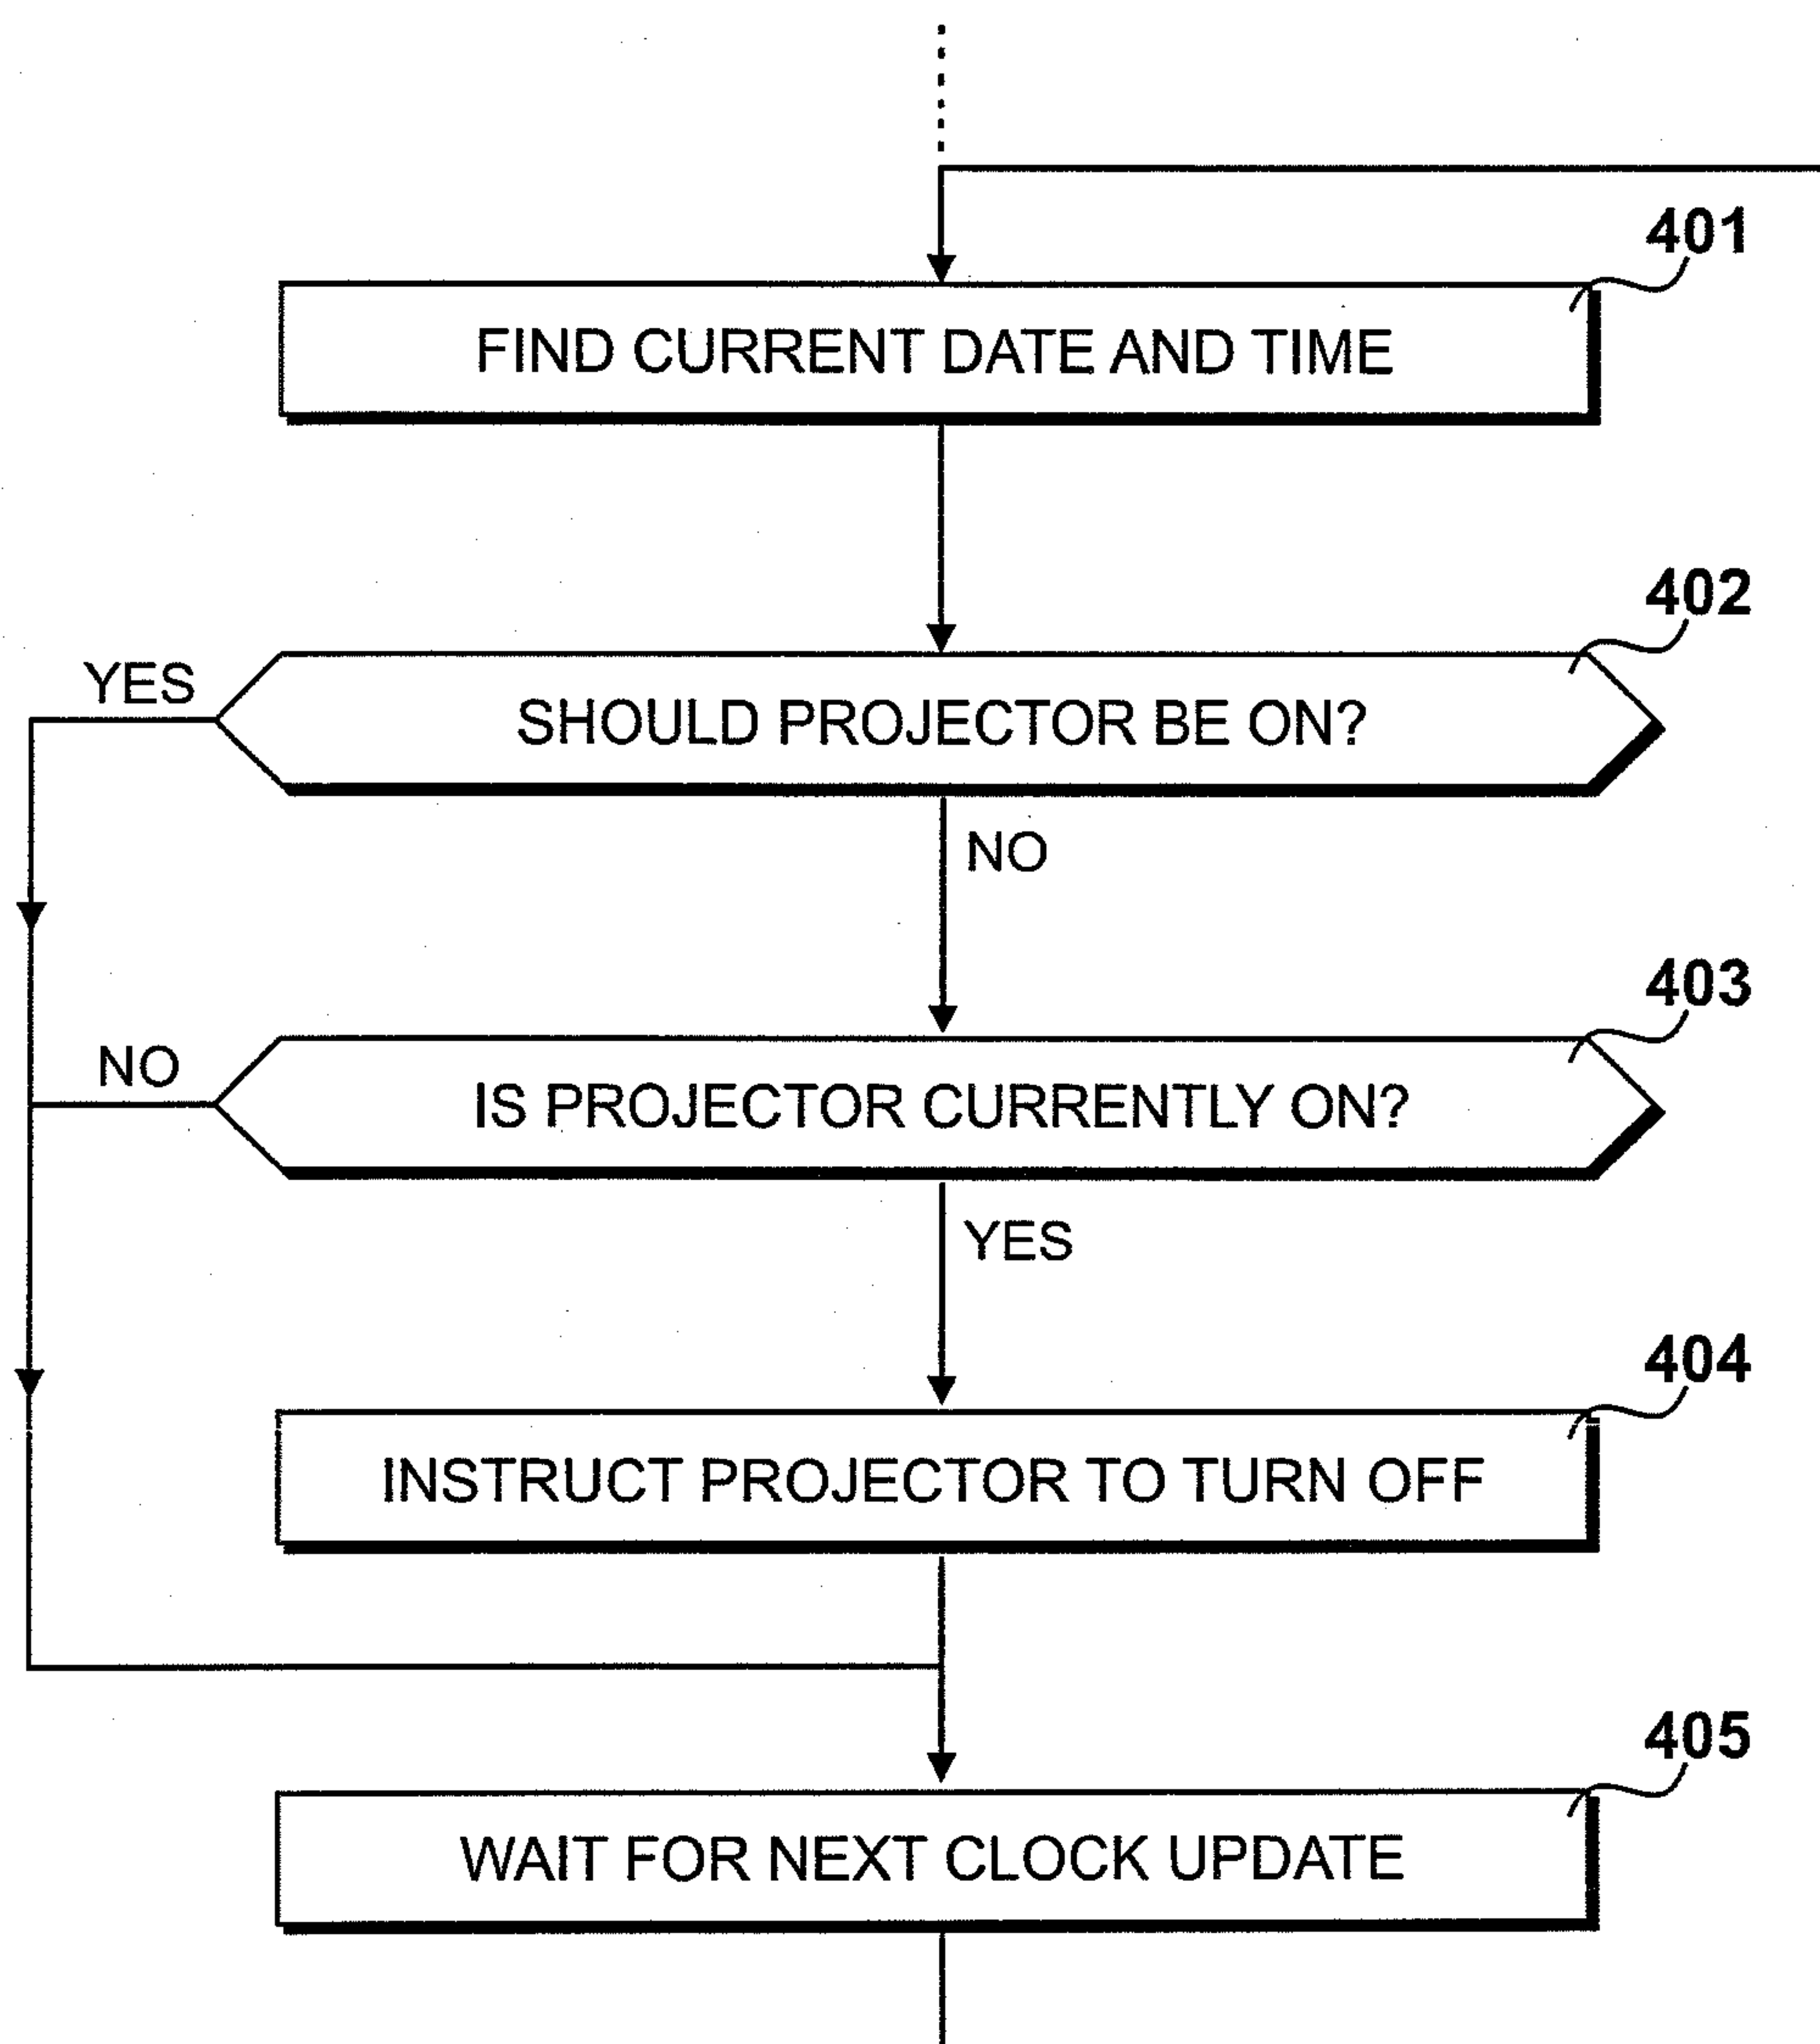 401
FIND CURRENT DATE AND TIME
402
YES
SHOULD PROJECTOR BE ON?
NO
403
NO
IS PROJECTOR CURRENTLY ON?
YES
404
INSTRUCT PROJECTOR TO TURN OFF
405
WAIT FOR NEXT CLOCK UPDATE